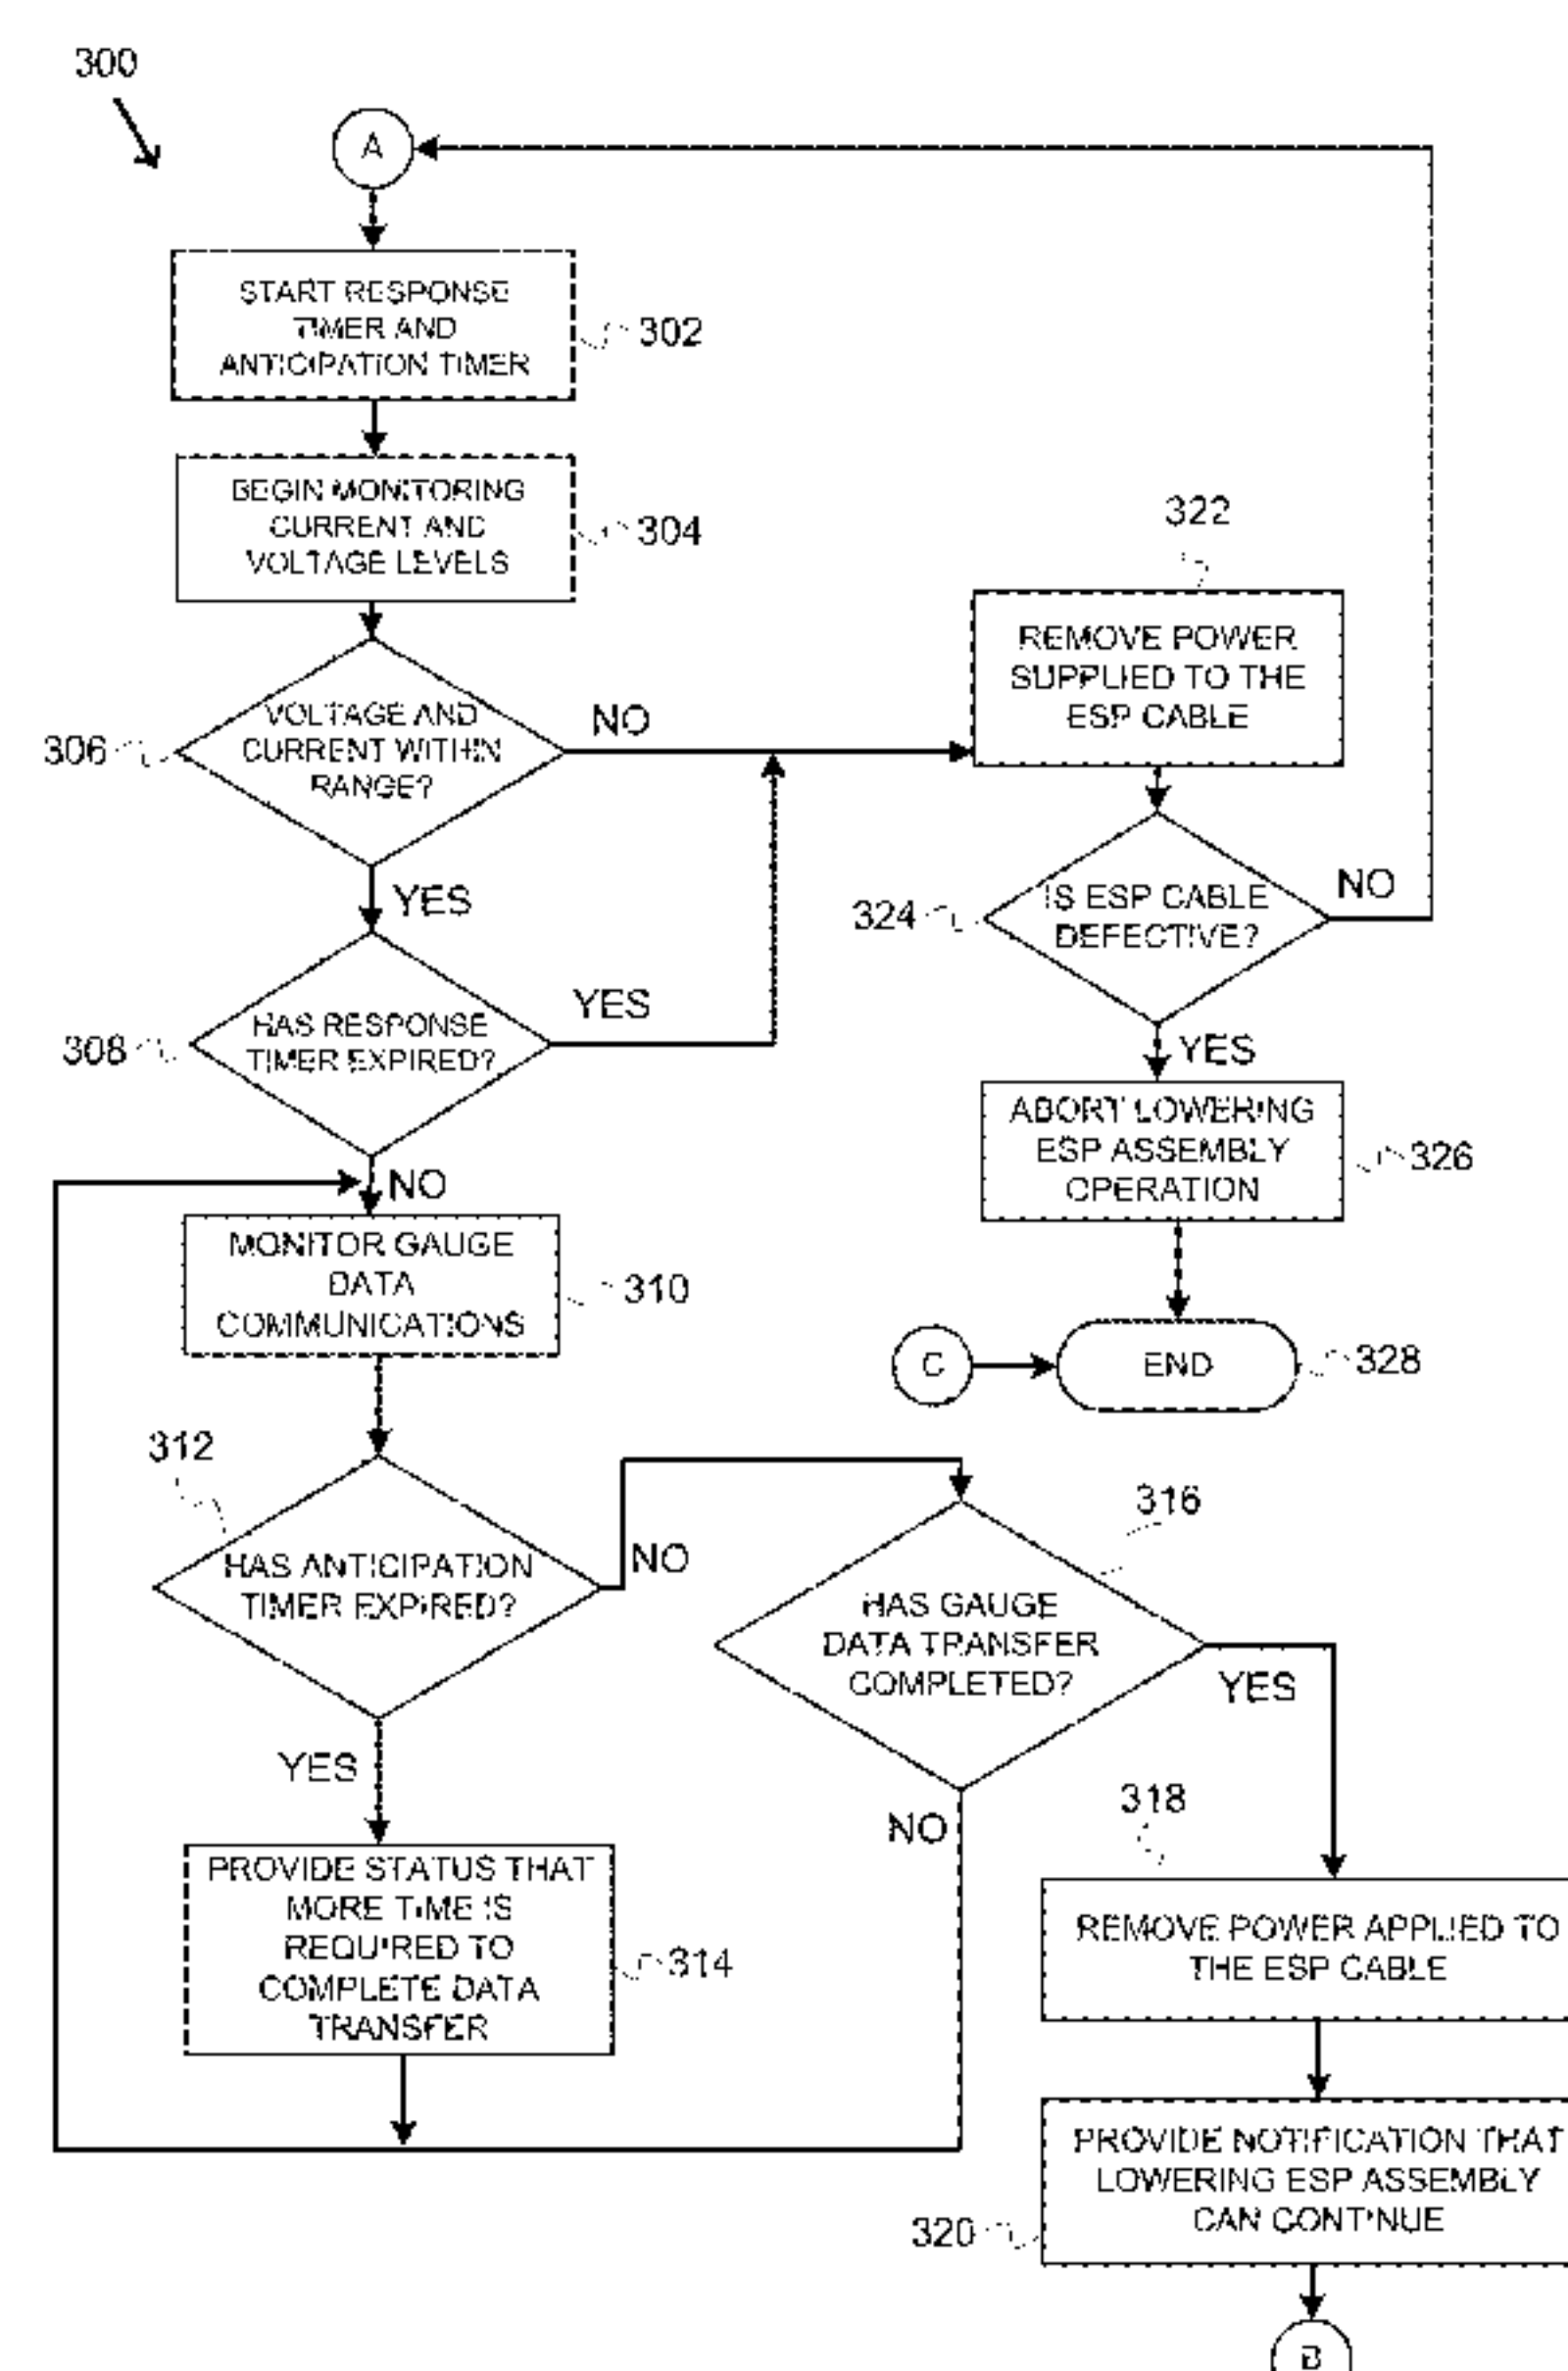 300
A
START RESPONSE
TIMER AND
ANTICIPATION TIMER
302
BEGIN MONITORING
CURRENT AND
VOLTAGE LEVELS
304
322
REMOVE POWER
SUPPLIED TO THE
ESP CABLE
VOLTAGE AND
CURRENT WITHIN
RANGE?
306
NO
YES
IS ESP CABLE
DEFECTIVE?
324
NO
YES
HAS RESPONSE
TIMER EXPIRED?
308
YES
NO
ABORT LOWERING
ESP ASSEMBLY
OPERATION
326
MONITOR GAUGE
DATA
COMMUNICATIONS
310
C
END
328
312
HAS ANTICIPATION
TIMER EXPIRED?
NO
YES
316
HAS GAUGE
DATA TRANSFER
COMPLETED?
YES
NO
PROVIDE STATUS THAT
MORE TIME IS
REQUIRED TO
COMPLETE DATA
TRANSFER
314
318
REMOVE POWER APPLIED TO
THE ESP CABLE
PROVIDE NOTIFICATION THAT
LOWERING ESP ASSEMBLY
CAN CONTINUE
320
B